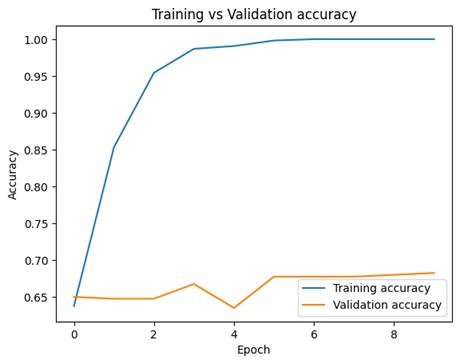 Training vs Validation accuracy
1.00
0.95
0.90
0.85
0.80
0.75
0.70
0.65
Accuracy
Training accuracy
Validation accuracy
0 2 4 6 8
Epoch